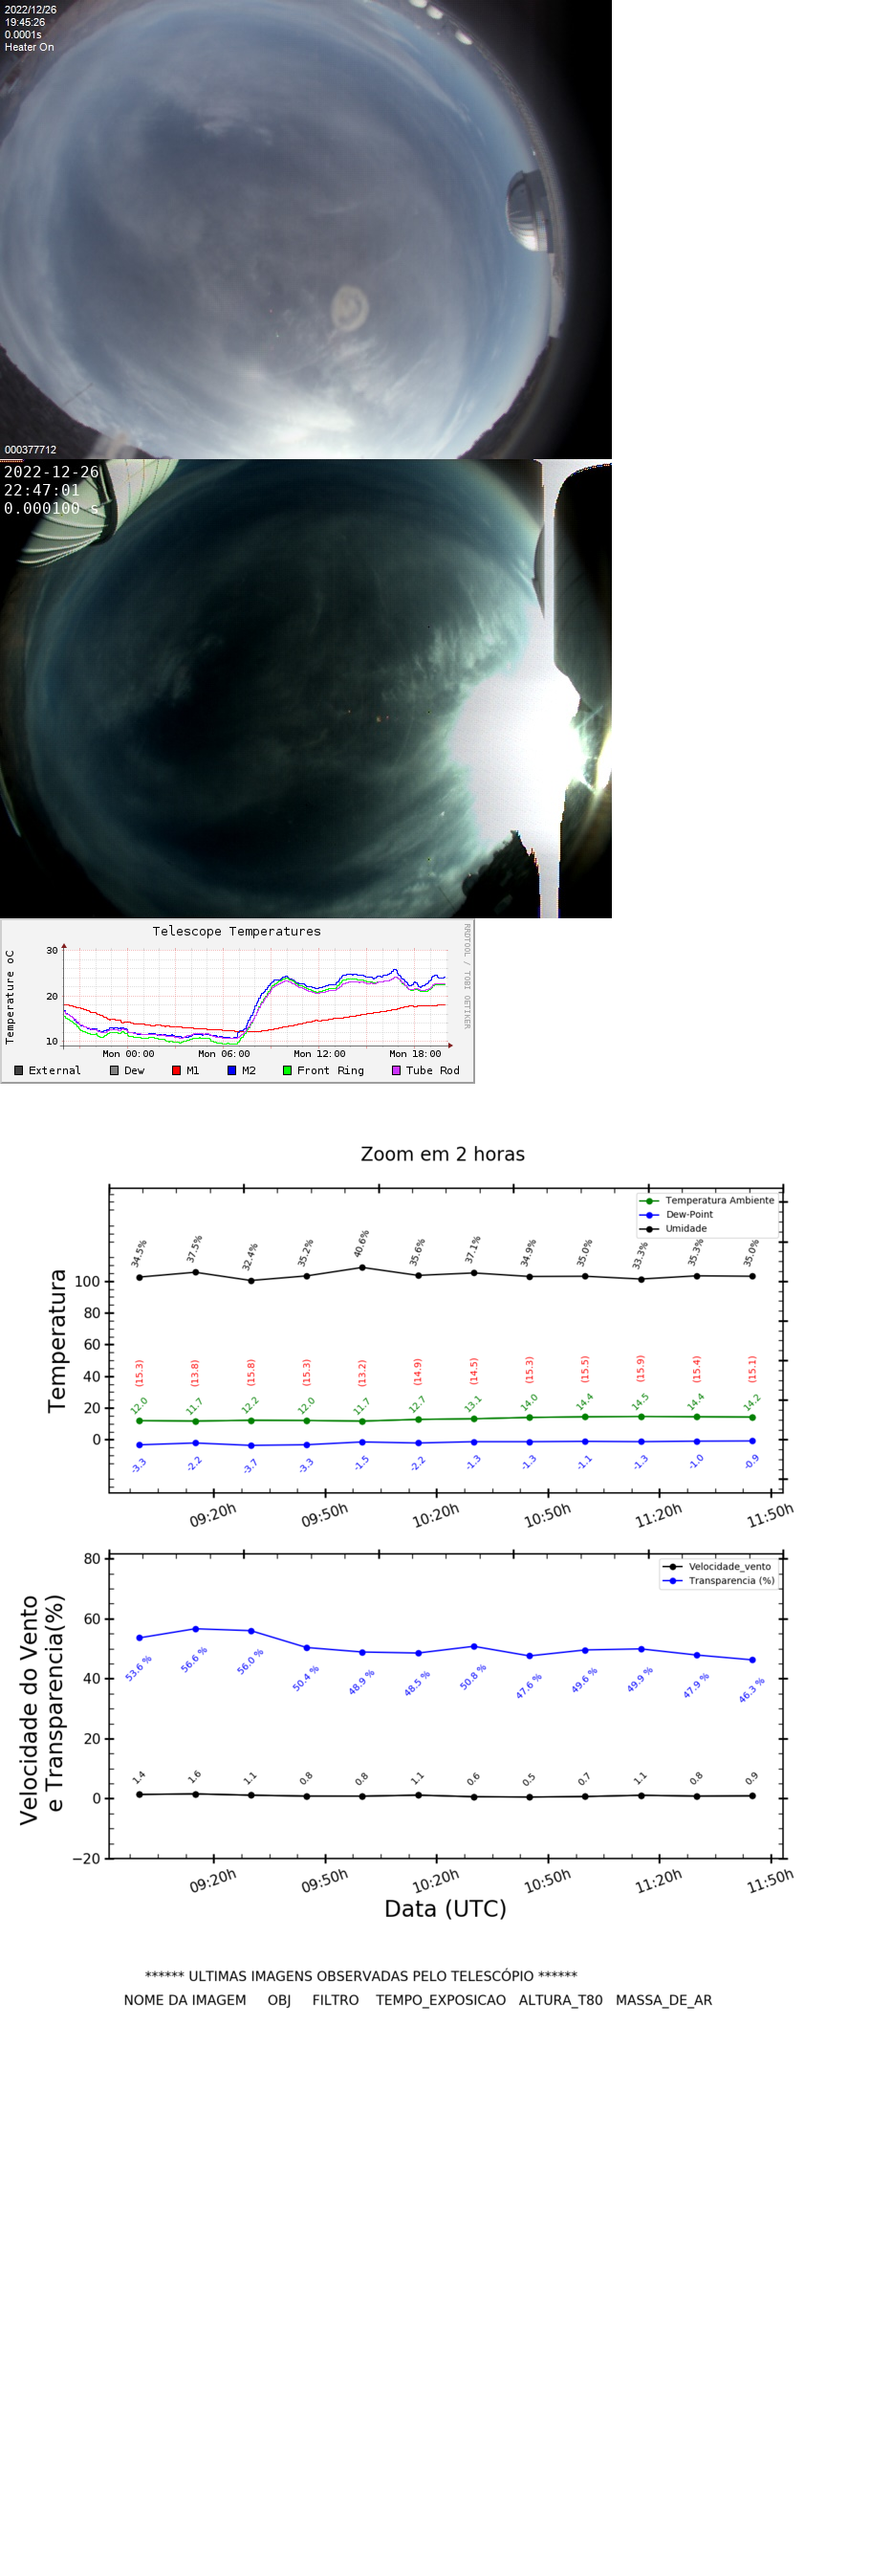 2022/12/26
19:45:26
0.0001s
Heater On
000377712
2022-12-26
22:47:01
0.000100 s
Telescope Temperatures
RRDTOOL / TOBI OETIKER
Temperature oC
30
20
10
Mon 00:00 Mon 06:00 Mon 12:00 Mon 18:00
External Dew M1 M2 Front Ring Tube Rod
Zoom em 2 horas
Temperatura Ambiente
Dew-Point
Umidade
Temperatura
100
80
60
40
20
0
34.5% 37.5% 32.4% 35.2% 40.6% 35.6% 37.1% 34.9% 35.0% 33.3% 35.3% 35.0%
(15.3) (13.8) (15.8) (15.3) (13.2) (14.9) (14.5) (15.3) (15.5) (15.9) (15.4) (15.1)
12.0 11.7 12.2 12.0 11.7 12.7 13.1 14.0 14.4 14.5 14.4 14.2
-3.3 -2.2 -3.7 -3.3 -1.5 -2.2 -1.3 -1.3 -1.1 -1.3 -1.0 -0.9
09:20h 09:50h 10:20h 10:50h 11:20h 11:50h
Velocidade_vento
Transparencia (%)
Velocidade do Vento
e Transparencia(%)
80
60
40
20
0
−20
53.6 % 56.6 % 56.0 % 50.4 % 48.9 % 48.5 % 50.8 % 47.6 % 49.6 % 49.9 % 47.9 % 46.3 %
1.4 1.6 1.1 0.8 0.8 1.1 0.6 0.5 0.7 1.1 0.8 0.9
09:20h 09:50h 10:20h 10:50h 11:20h 11:50h
Data (UTC)
****** ULTIMAS IMAGENS OBSERVADAS PELO TELESCÓPIO ******
NOME DA IMAGEM OBJ FILTRO TEMPO_EXPOSICAO ALTURA_T80 MASSA_DE_AR